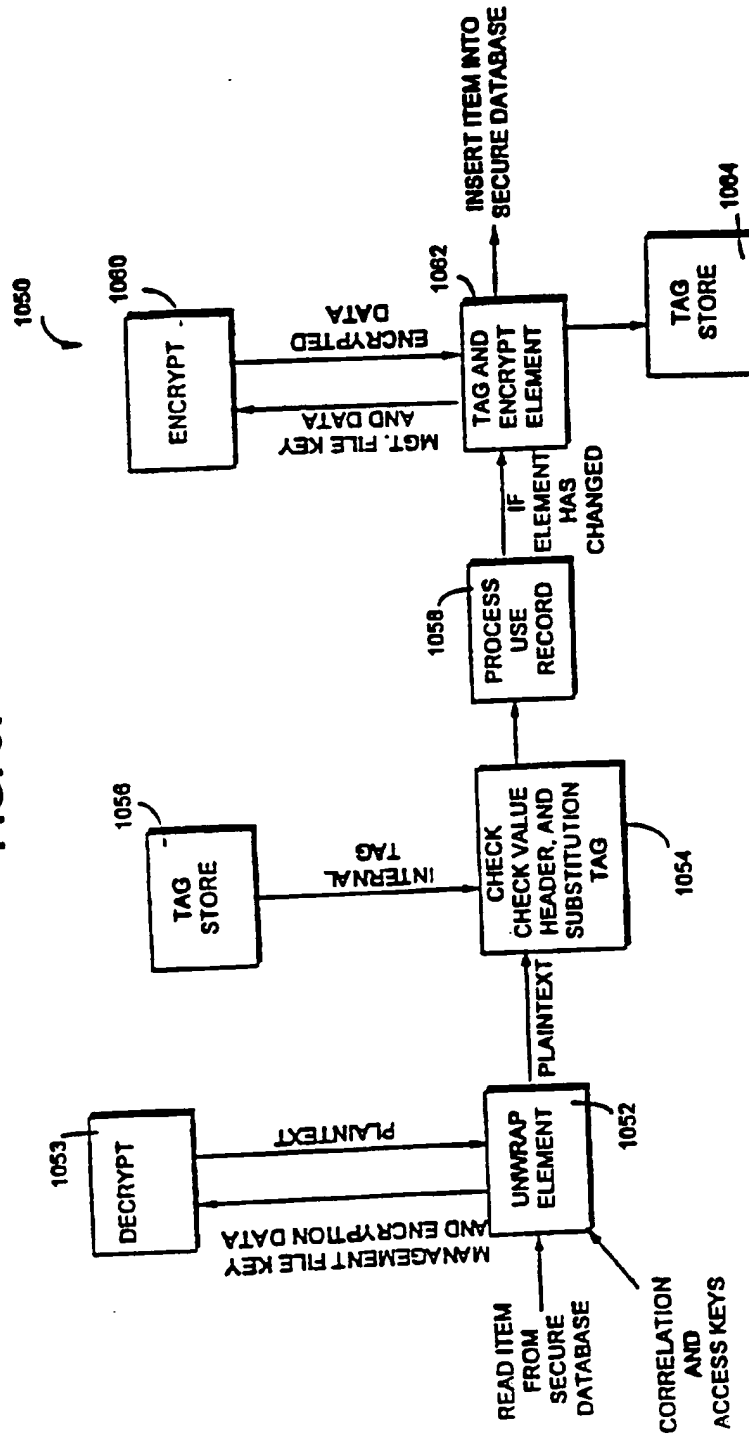 1050
1053
DECRYPT
MANAGEMENT FILE KEY
AND ENCRYPTION DATA
PLAINTEXT
READ ITEM
FROM
SECURE
DATABASE
CORRELATION
AND
ACCESS KEYS
UNWRAP
ELEMENT
1052
PLAINTEXT
1056
TAG
STORE
INTERNAL
TAG
CHECK
CHECK VALUE
HEADER, AND
SUBSTITUTION
TAG
1054
1058
PROCESS
USE
RECORD
IF
ELEMENT
HAS
CHANGED
1060
ENCRYPT
MGT. FILE KEY
AND DATA
ENCRYPTED
DATA
1062
TAG AND
ENCRYPT
ELEMENT
INSERT ITEM INTO
SECURE DATABASE
TAG
STORE
1064